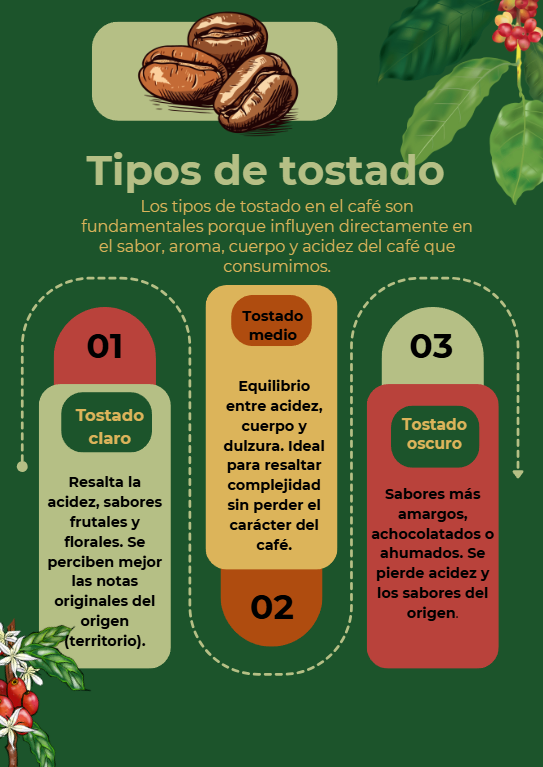 Tipos de tostado
Los tipos de tostado en el café son
fundamentales porque influyen directamente en
el sabor, aroma, cuerpo y acidez del café que
consumimos.
01
Tostado
claro
Resalta la
acidez, sabores
frutales y
florales. Se
perciben mejor
las notas
originales del
origen
(territorio).
Tostado
medio
Equilibrio
entre acidez,
cuerpo y
dulzura. Ideal
para resaltar
complejidad
sin perder el
carácter del
café.
02
03
Tostado
oscuro
Sabores más
amargos,
achocolatados o
ahumados. Se
pierde acidez y
los sabores del
origen.